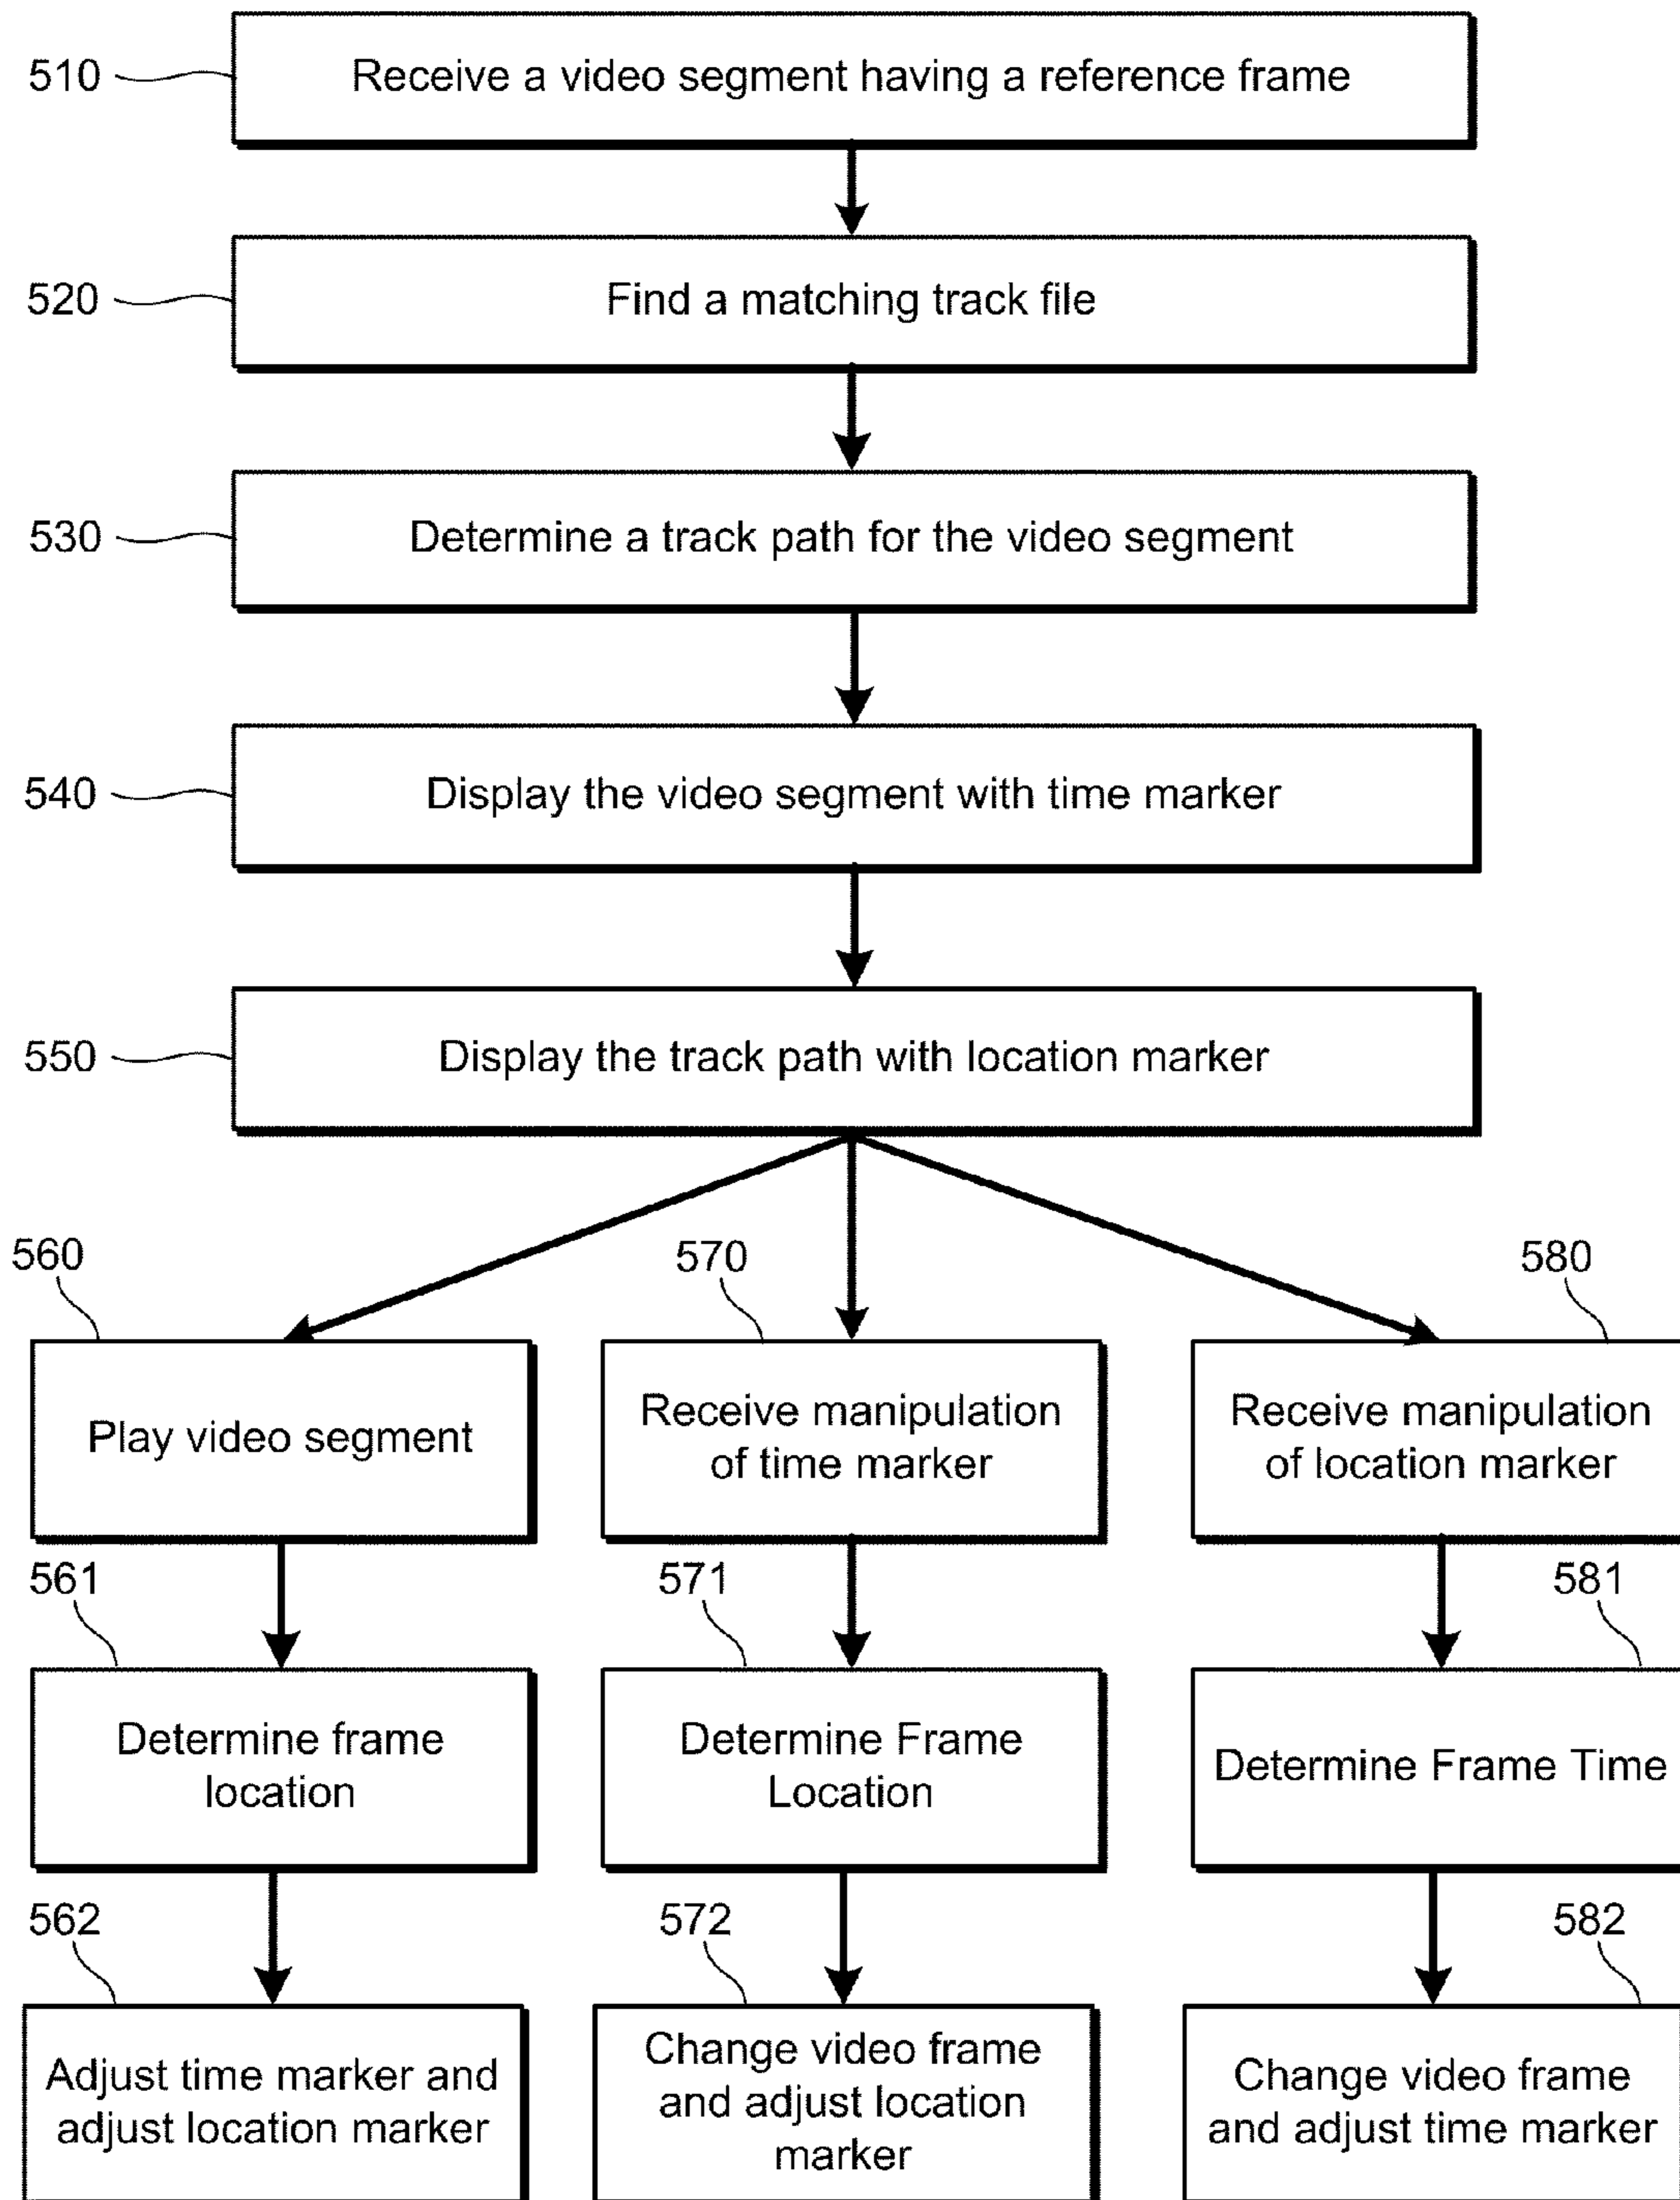 510
Receive a video segment having a reference frame
520
Find a matching track file
530
Determine a track path for the video segment
540
Display the video segment with time marker
550
Display the track path with location marker
560
570
580
Play video segment
Receive manipulation
of time marker
Receive manipulation
of location marker
561
571
581
Determine frame
location
Determine Frame
Location
Determine Frame Time
562
572
582
Adjust time marker and
adjust location marker
Change video frame
and adjust location
marker
Change video frame
and adjust time marker